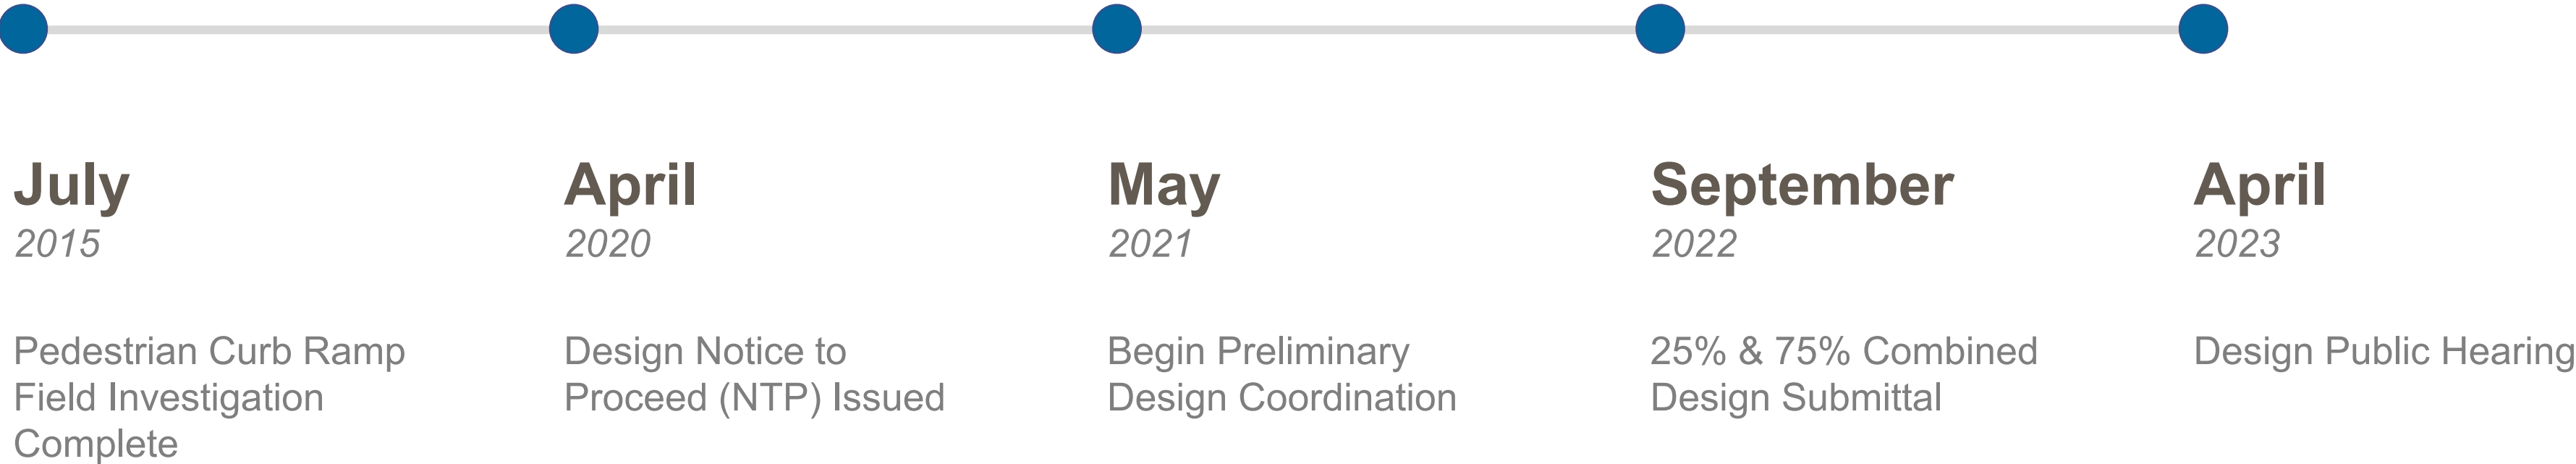 July
2015
Pedestrian Curb Ramp
Field Investigation
Complete
April
2020
Design Notice to
Proceed (NTP) Issued
May
2021
Begin Preliminary
Design Coordination
September
2022
25% & 75% Combined
Design Submittal
April
2023
Design Public Hearing